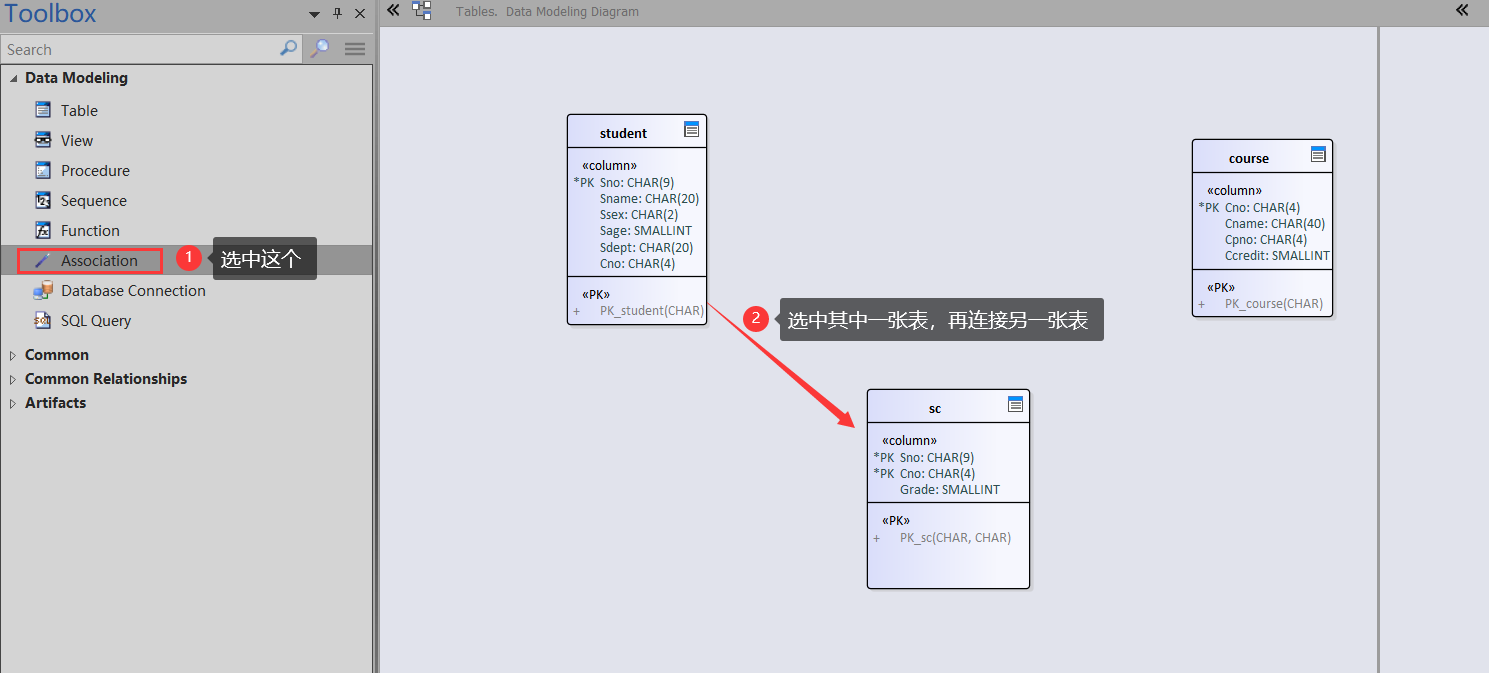 Toolbox
Search
Data Modeling
Table
View
Procedure
Sequence
Function
Association
Database Connection
SQL Query
Common
Common Relationships
Artifacts
1
选中这个
Tables. Data Modeling Diagram
student
«column»
*PK Sno: CHAR(9)
Sname: CHAR(20)
Ssex: CHAR(2)
Sage: SMALLINT
Sdept: CHAR(20)
Cno: CHAR(4)
«PK»
+ PK_student(CHAR)
2
选中其中一张表，再连接另一张表
course
«column»
*PK Cno: CHAR(4)
Cname: CHAR(40)
Cpno: CHAR(4)
Ccredit: SMALLINT
«PK»
+ PK_course(CHAR)
sc
«column»
*PK Sno: CHAR(9)
*PK Cno: CHAR(4)
Grade: SMALLINT
«PK»
+ PK_sc(CHAR, CHAR)